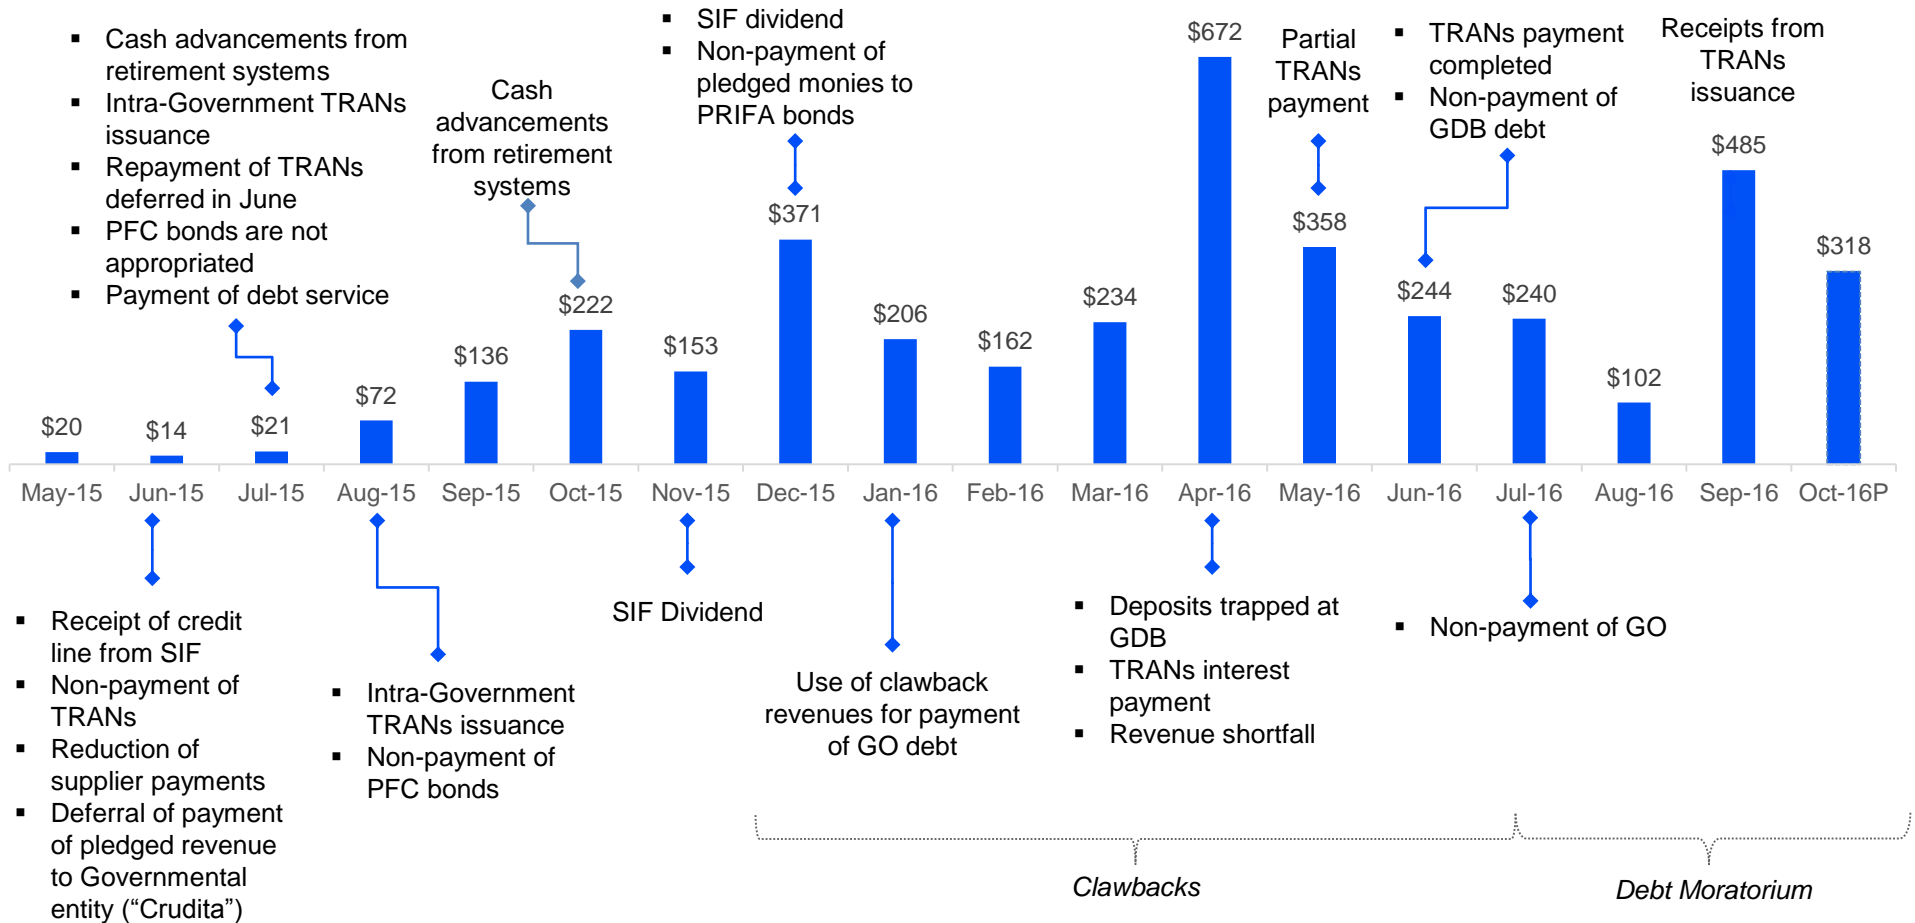 ▪ Cash advancements from
retirement systems
▪ Intra-Government TRANs
issuance
▪ Repayment of TRANs
deferred in June
▪ PFC bonds are not
appropriated
▪ Payment of debt service
Cash
advancements
from retirement
systems
▪ SIF dividend
▪ Non-payment of
pledged monies to
PRIFA bonds
Partial
TRANs
payment
▪ TRANs payment
completed
▪ Non-payment of
GDB debt
Receipts from
TRANs
issuance
$20
$14
$21
$72
$136
$222
$153
$371
$206
$162
$234
$672
$358
$244
$240
$102
$485
$318
May-15 Jun-15 Jul-15 Aug-15 Sep-15 Oct-15 Nov-15 Dec-15 Jan-16 Feb-16 Mar-16 Apr-16 May-16 Jun-16 Jul-16 Aug-16 Sep-16 Oct-16P
▪ Receipt of credit
line from SIF
▪ Non-payment of
TRANs
▪ Reduction of
supplier payments
▪ Deferral of payment
of pledged revenue
to Governmental
entity (“Crudita”)
▪ Intra-Government
TRANs issuance
▪ Non-payment of
PFC bonds
SIF Dividend
Use of clawback
revenues for payment
of GO debt
▪ Deposits trapped at
GDB
▪ TRANs interest
payment
▪ Revenue shortfall
▪ Non-payment of GO
Clawbacks
Debt Moratorium